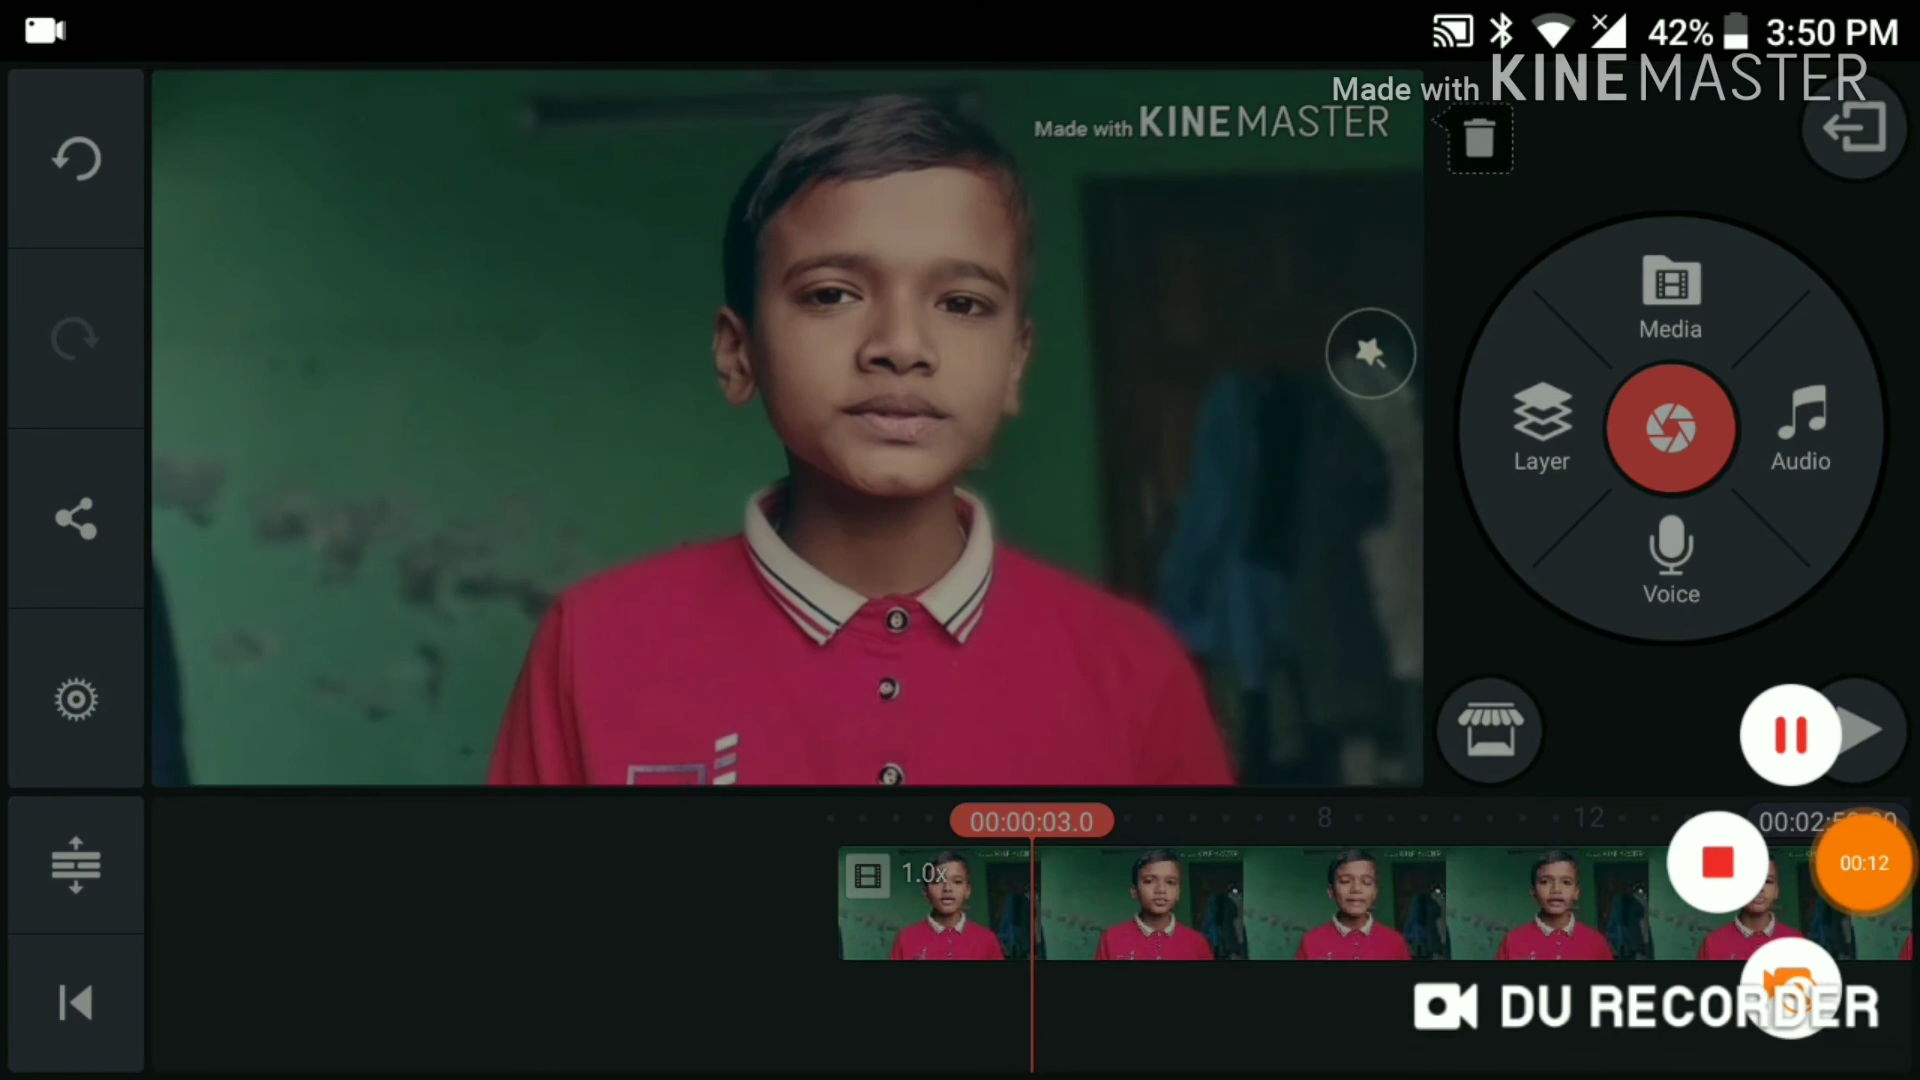 42% 3:50 PM
Made with KINEMASTER
Made with KINEMASTER
Media
Layer
Audio
Voice
00:00:03.0
8
12
1.0x
00:12
DU RECORDER